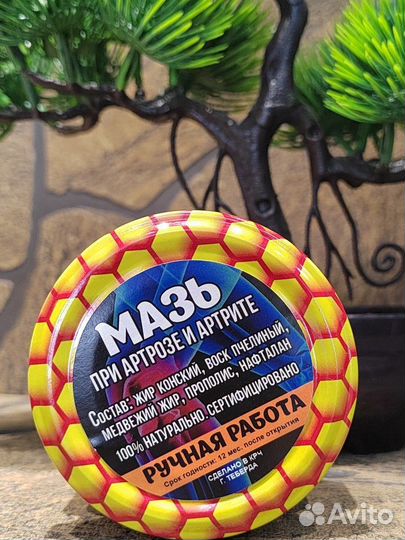 МАЗЬ
ПРИ АРТРОЗЕ И АРТРИТЕ
СОСТАВ: ЖИР КОНСКИЙ, ВОСК ПЧЕЛИНЫЙ,
МЕДВЕЖИЙ ЖИР, ПРОПОЛИС, НАФТАЛАН
100% НАТУРАЛЬНО. СЕРТИФИЦИРОВАНО
РУЧНАЯ РАБОТА
Срок годности: 12 мес. после открытия
СДЕЛАНО В КРЧ
Г. ТЕБЕРДА
Avito